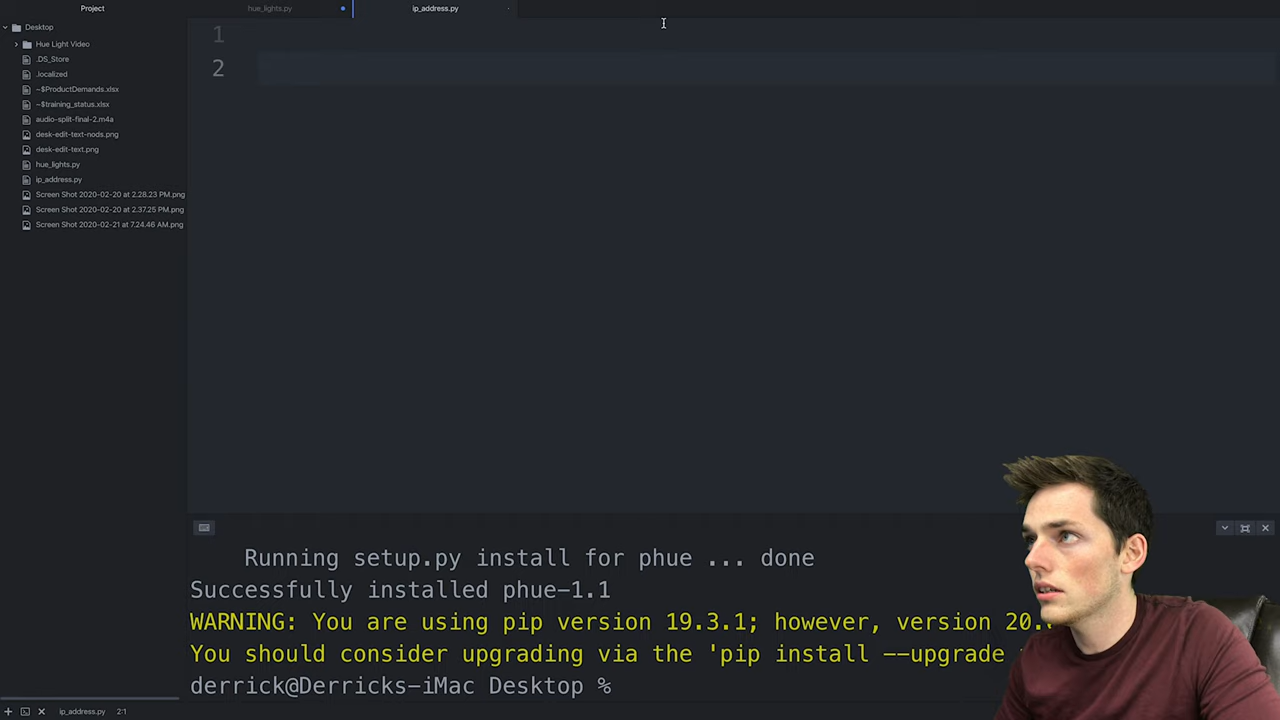 Project
hue_lights.py
ip_address.py
Desktop
Hue Light Video
.DS_Store
.localized
~$ProductDemands.xlsx
~$training_status.xlsx
audio-split-final-2.m4a
desk-edit-text-nods.png
desk-edit-text.png
hue_lights.py
ip_address.py
Screen Shot 2020-02-20 at 2.28.23 PM.png
Screen Shot 2020-02-20 at 2.37.25 PM.png
Screen Shot 2020-02-21 at 7.24.46 AM.png
1
2
Running setup.py install for phue ... done
Successfully installed phue-1.1
WARNING: You are using pip version 19.3.1; however, version 20.
You should consider upgrading via the 'pip install --upgrade
derrick@Derricks-iMac Desktop %
ip_address.py 2:1